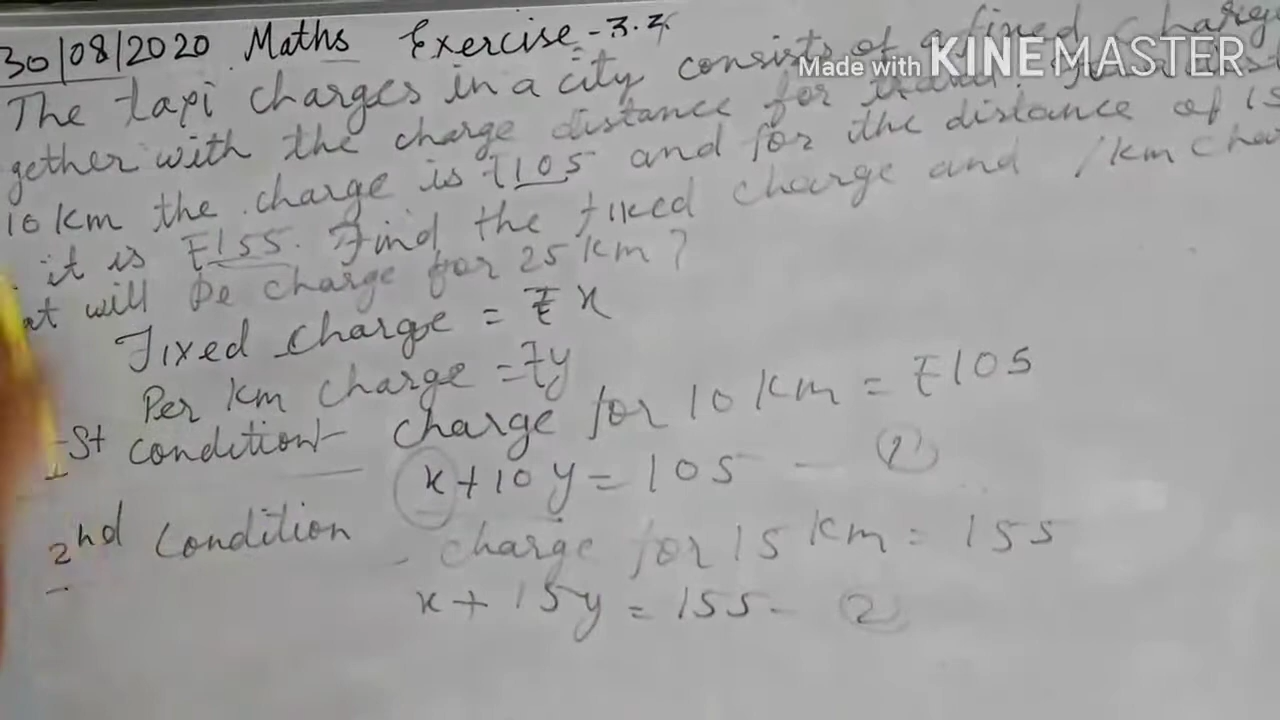 30/08/2020 Maths Exercise - 3.3
Made with KINEMASTER
The taxi charges in a city consists of a fixed charge
gether with the charge distance for
10 km the charge is ₹105 and for the distance of 15
it is ₹155. Find the fixed charge and /km cha
at will be charge for 25 km?
Fixed charge = ₹ x
Per km charge = ₹y
1st condition - charge for 10 km = ₹105
x + 10y = 105 - 1
2nd Condition - charge for 15 km = 155
x + 15y = 155 - 2